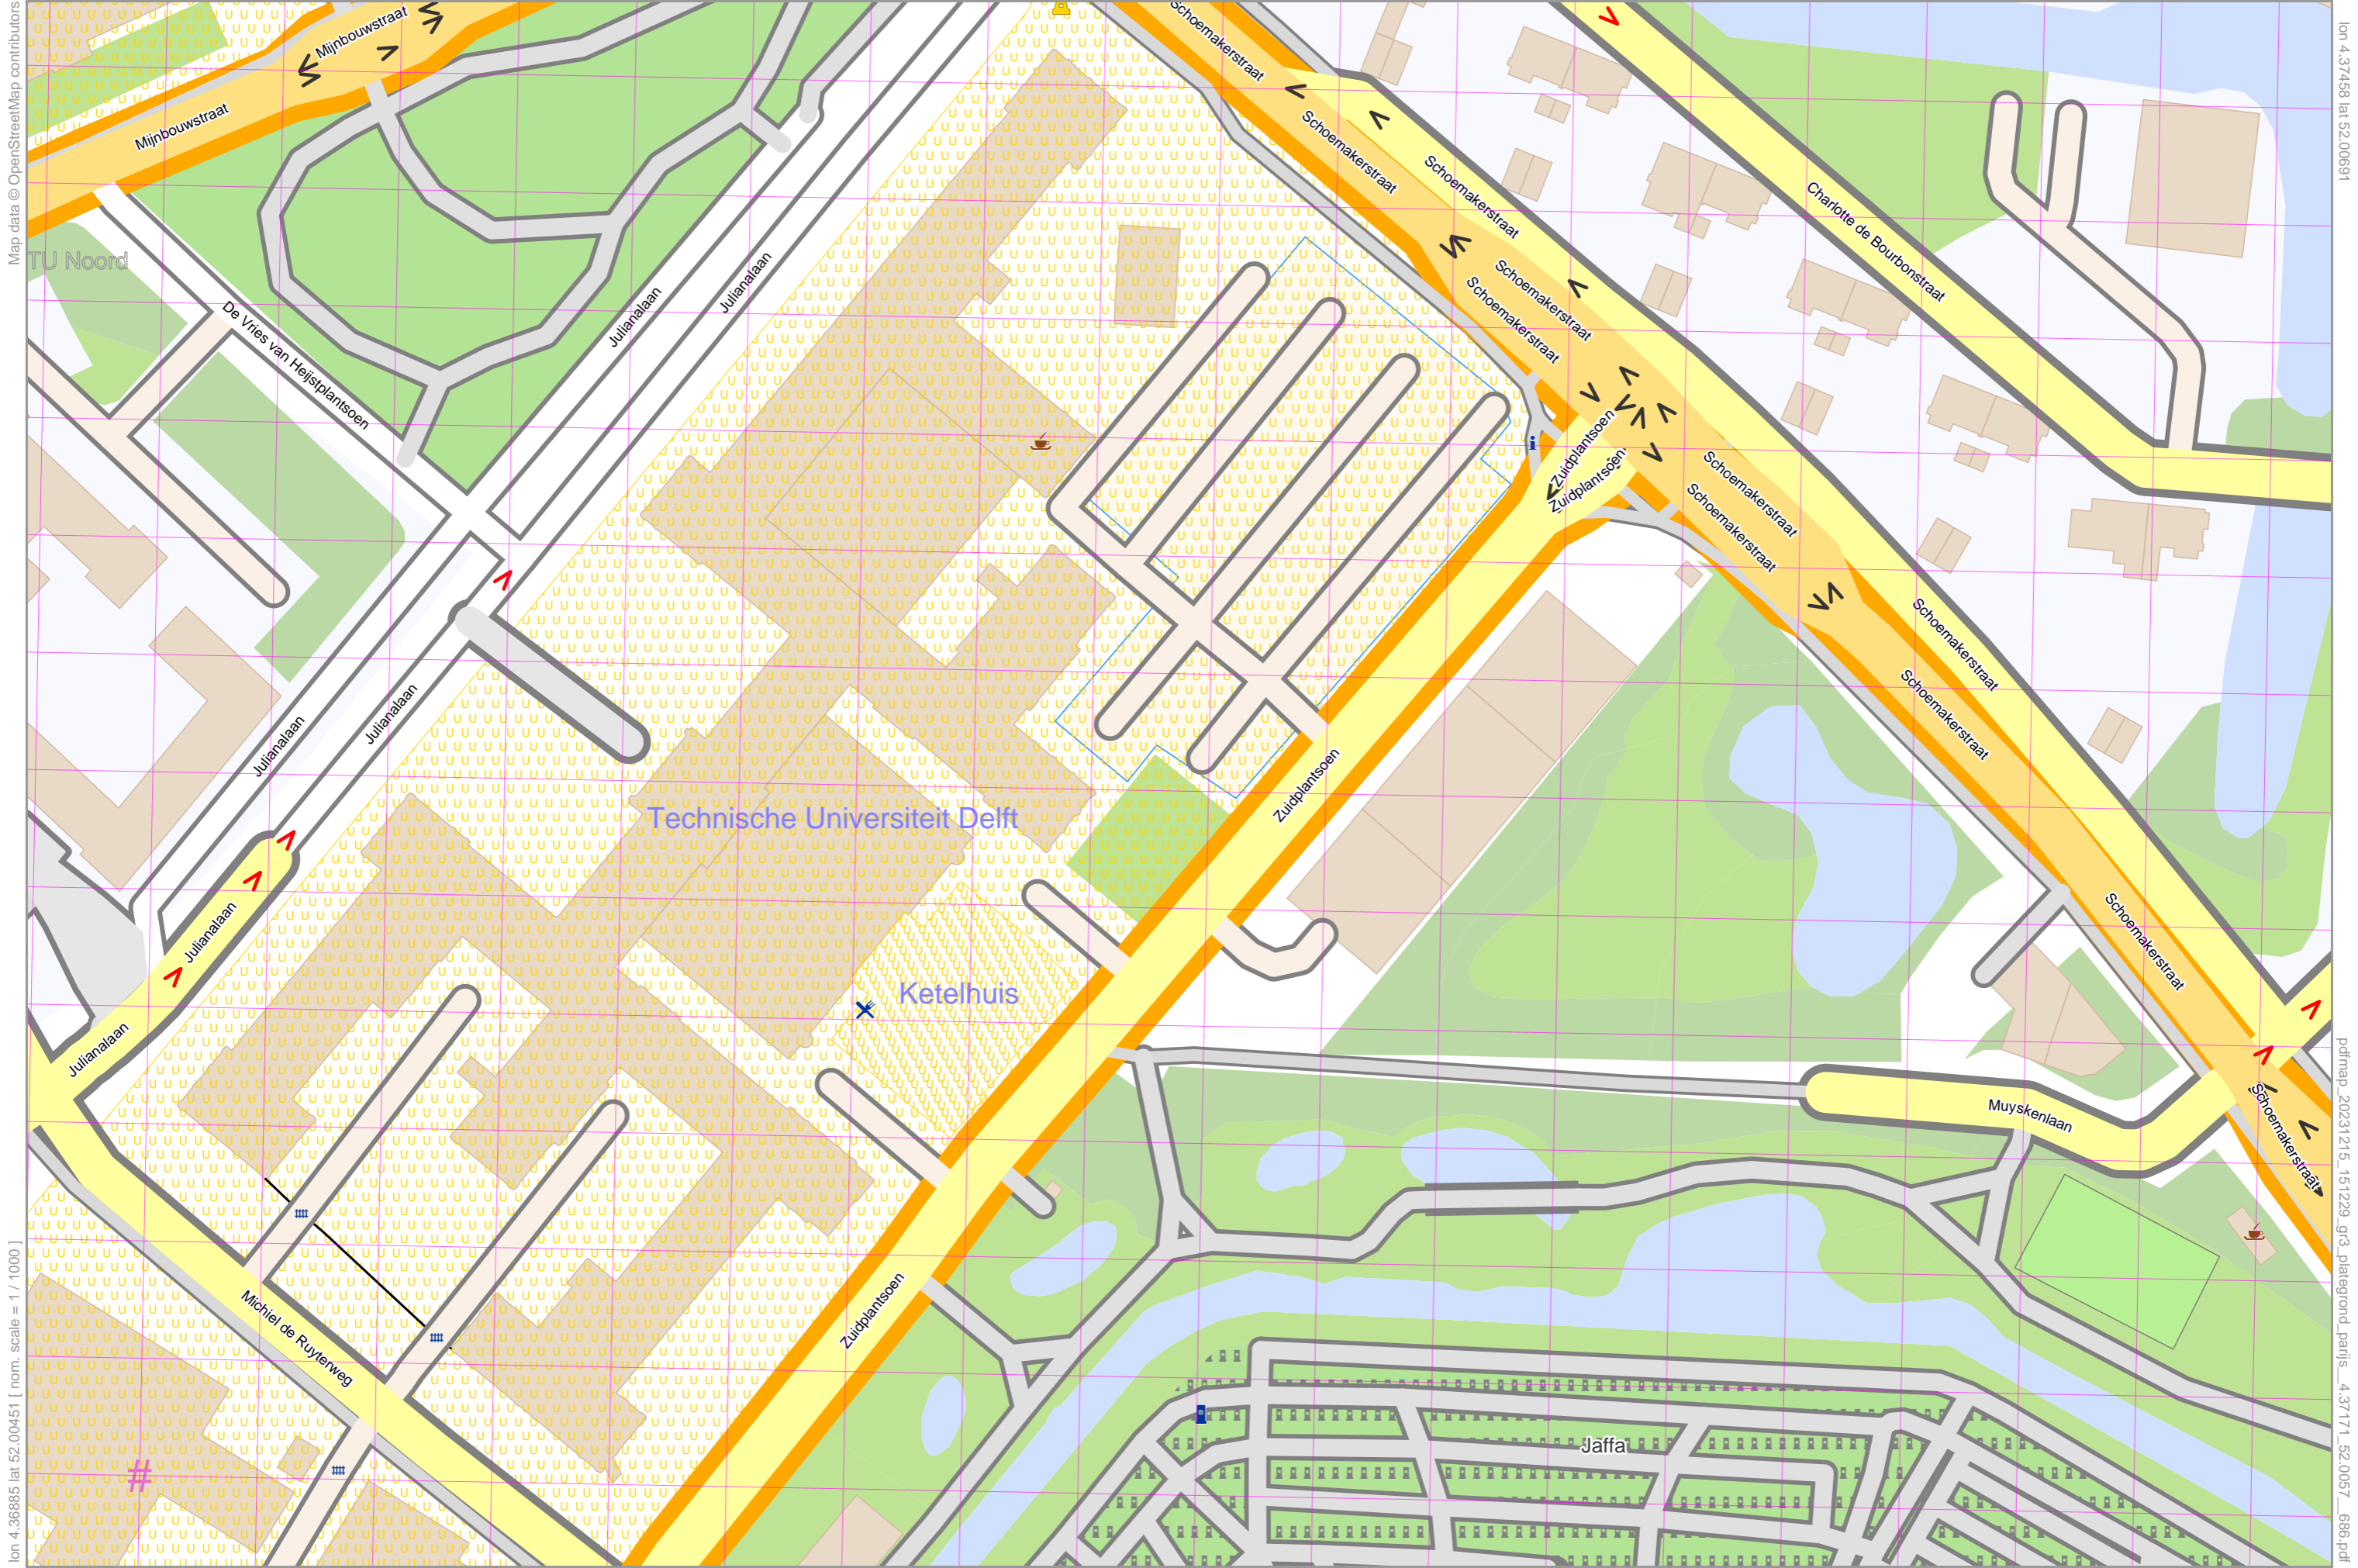 Map data © OpenStreetMap contributors
lon 4.37458 lat 52.00691
Mijnbouwstraat
Mijnbouwstraat
Schoemakerstraat
Schoemakerstraat
Schoemakerstraat
Charlotte de Bourbonstraat
TU Noord
De Vries van Heijstplantsoen
Julianalaan
Julianalaan
Schoemakerstraat
Schoemakerstraat
Zuidplantsoen
Zuidplantsoen
Schoemakerstraat
Schoemakerstraat
Schoemakerstraat
Schoemakerstraat
Julianalaan
Julianalaan
Zuidplantsoen
Technische Universiteit Delft
Julianalaan
Schoemakerstraat
Ketelhuis
Julianalaan
Muyskenlaan
Schoemakerstraat
Zuidplantsoen
Michiel de Ruyterweg
Jaffa
#
lon 4.36885 lat 52.00451 [ nom. scale = 1 / 1000 ]
pdfmap_20231215_151229_gr3_plategrond_parijs__4.37171_52.0057__686.pdf